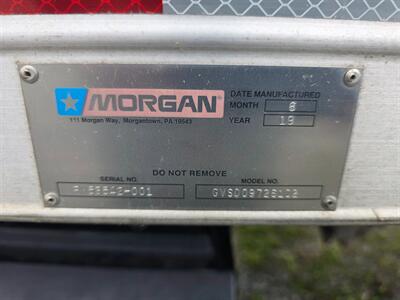 MORGAN
111 Morgan Way, Morgantown, PA 19543
DATE MANUFACTURED
MONTH 6
YEAR 19
DO NOT REMOVE
SERIAL NO. MODEL NO.
GVSD09726102